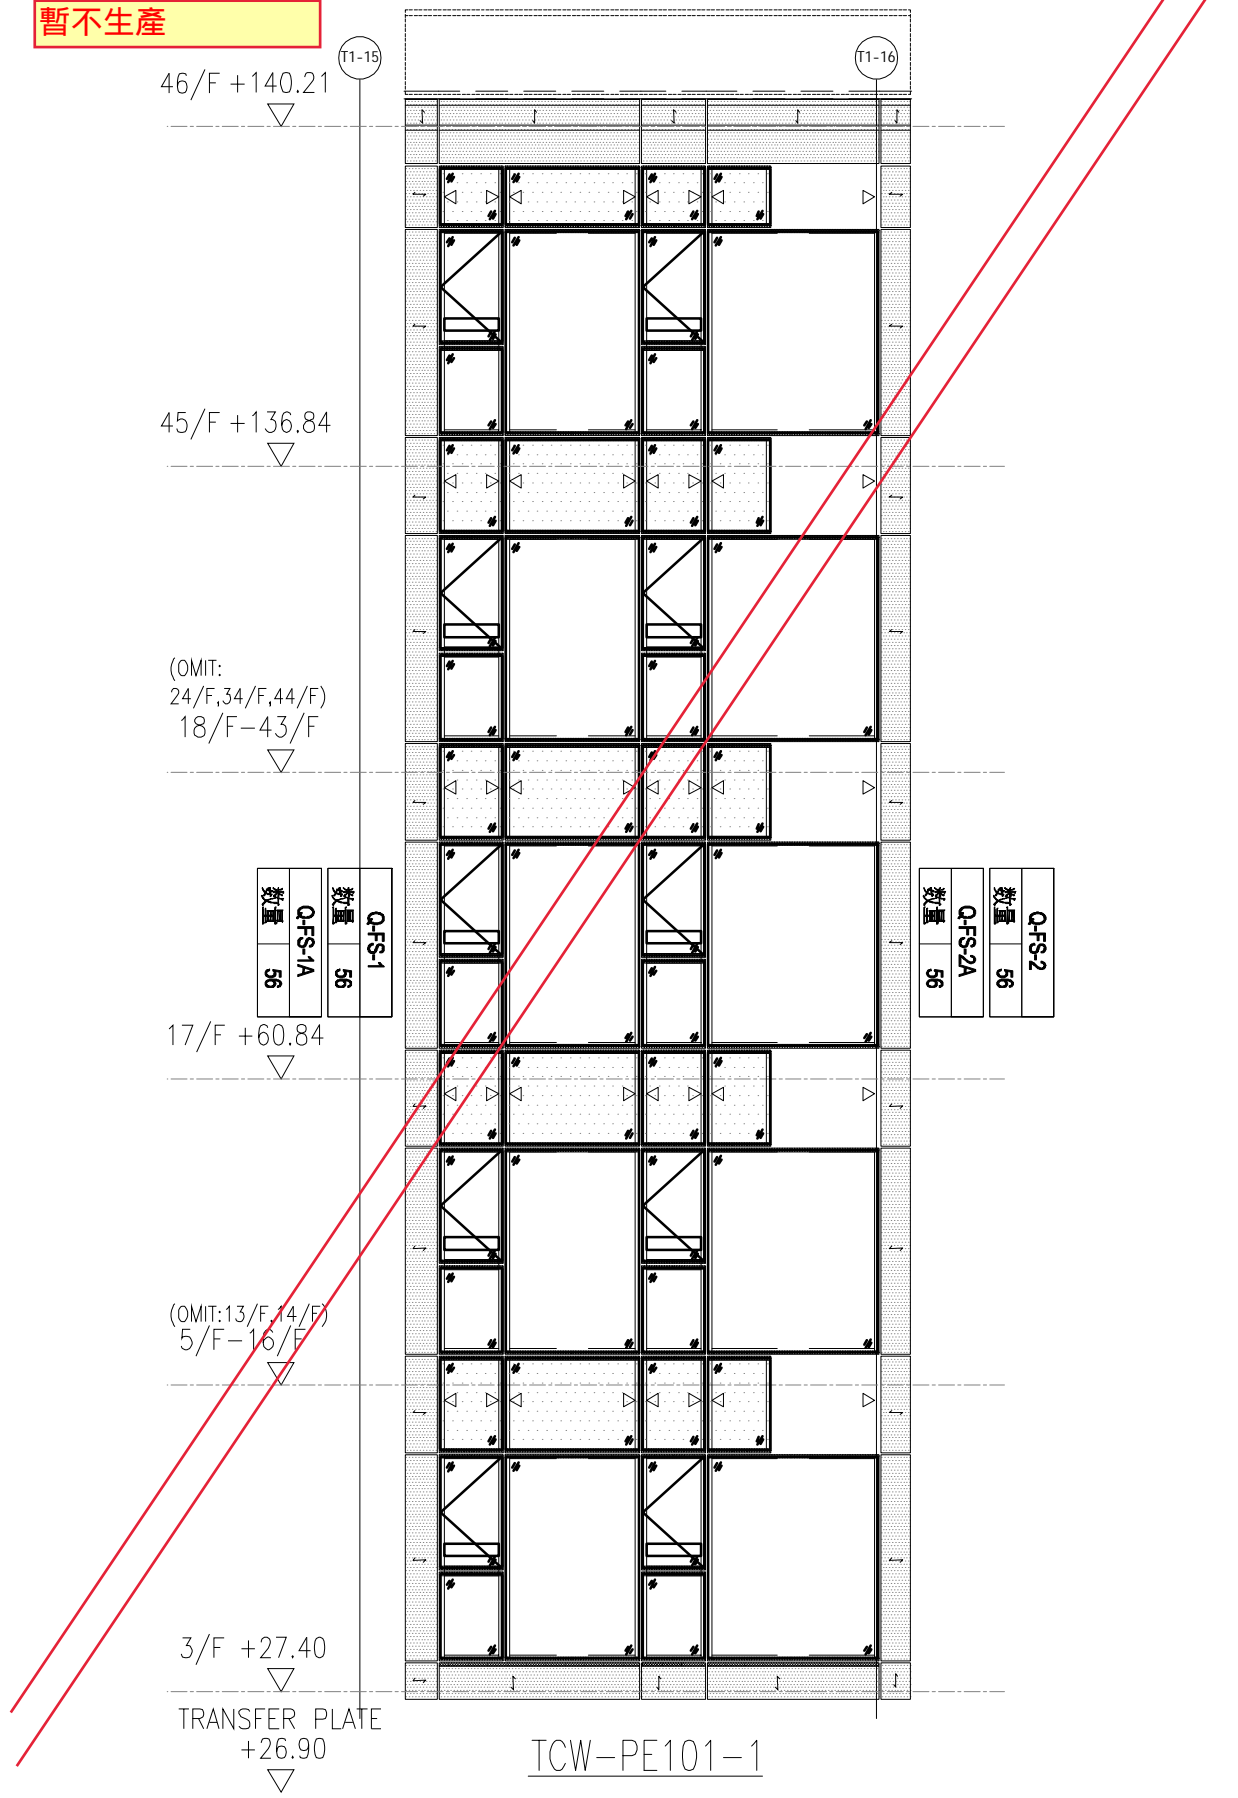 暫不生產
T1-15
T1-16
46/F +140.21
45/F +136.84
(OMIT:
24/F,34/F,44/F)
18/F-43/F
Q-FS-1
数量 56
Q-FS-1A
数量 56
Q-FS-2
数量 56
Q-FS-2A
数量 56
17/F +60.84
(OMIT:13/F,14/F)
5/F-16/F
3/F +27.40
TRANSFER PLATE
+26.90
TCW-PE101-1